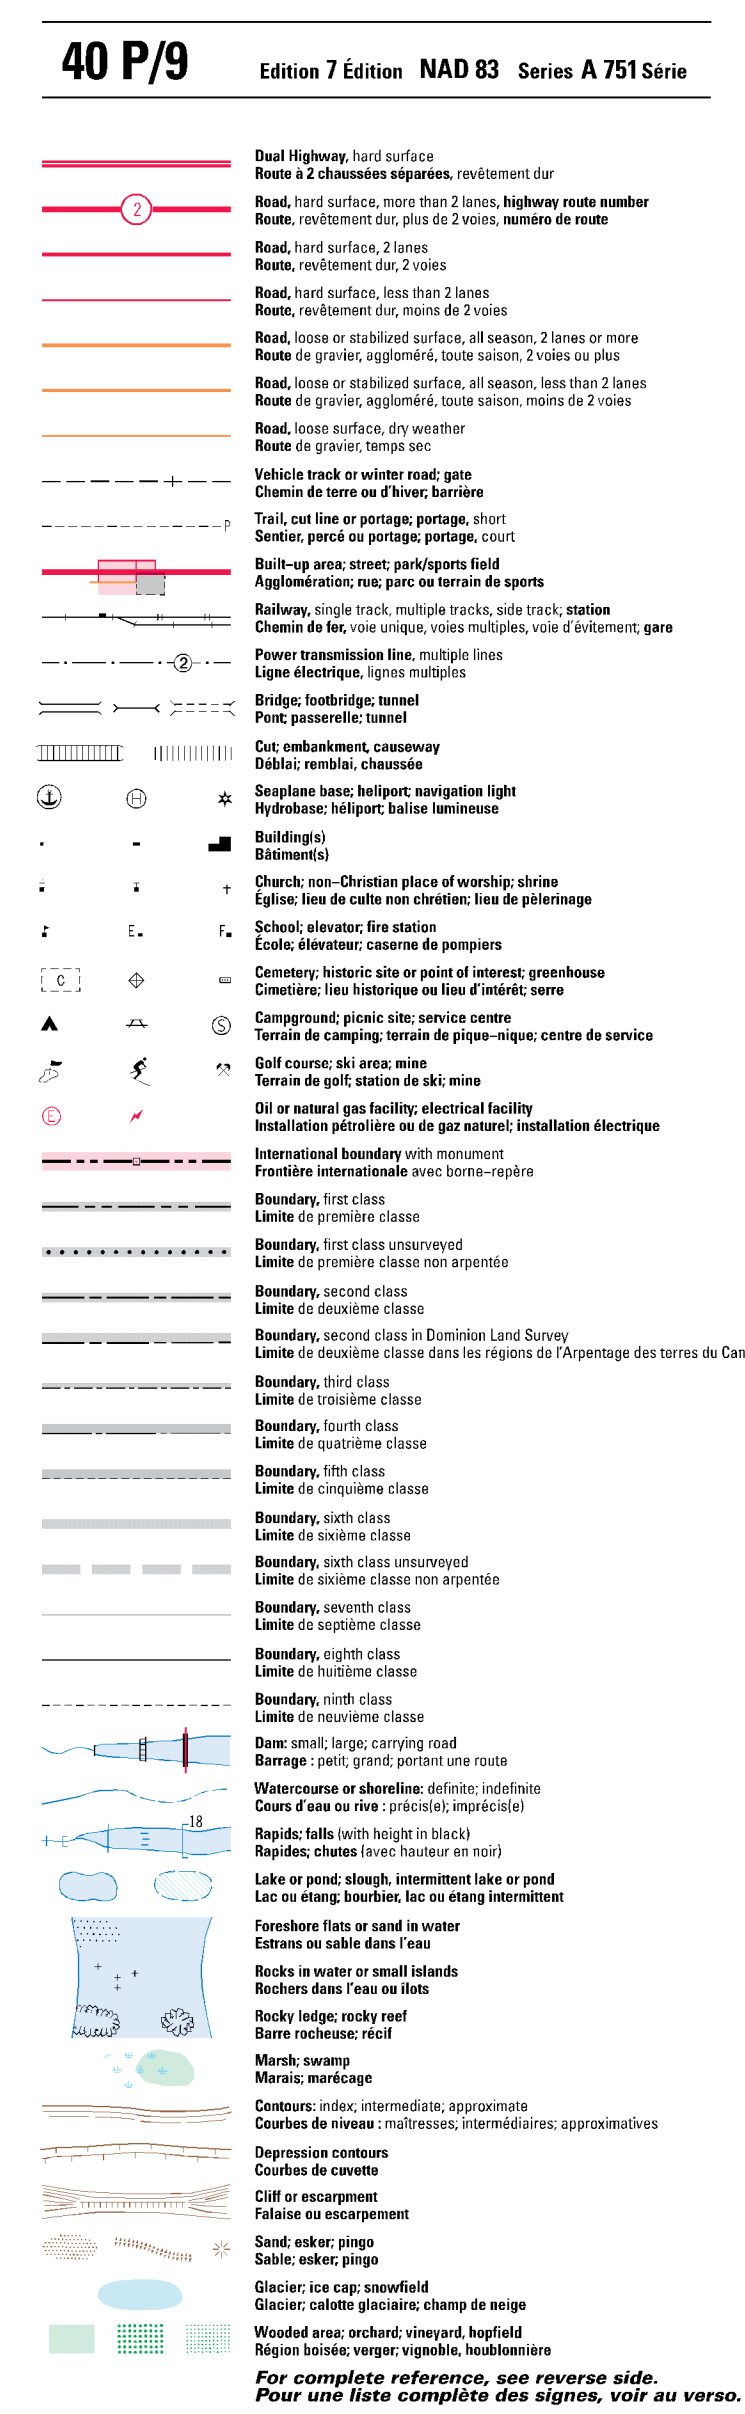 40 P/9 Edition 7 Édition NAD 83 Series A 751 Série
Dual Highway, hard surface
Route à 2 chaussées séparées, revêtement dur
2
Road, hard surface, more than 2 lanes, highway route number
Route, revêtement dur, plus de 2 voies, numéro de route
Road, hard surface, 2 lanes
Route, revêtement dur, 2 voies
Road, hard surface, less than 2 lanes
Route, revêtement dur, moins de 2 voies
Road, loose or stabilized surface, all season, 2 lanes or more
Route de gravier, aggloméré, toute saison, 2 voies ou plus
Road, loose or stabilized surface, all season, less than 2 lanes
Route de gravier, aggloméré, toute saison, moins de 2 voies
Road, loose surface, dry weather
Route de gravier, temps sec
Vehicle track or winter road; gate
Chemin de terre ou d'hiver; barrière
P
Trail, cut line or portage; portage, short
Sentier, percé ou portage; portage, court
Built-up area; street; park/sports field
Agglomération; rue; parc ou terrain de sports
Railway, single track, multiple tracks, side track; station
Chemin de fer, voie unique, voies multiples, voie d'évitement; gare
2
Power transmission line, multiple lines
Ligne électrique, lignes multiples
Bridge; footbridge; tunnel
Pont; passerelle; tunnel
Cut; embankment, causeway
Déblai; remblai, chaussée
H
Seaplane base; heliport; navigation light
Hydrobase; héliport; balise lumineuse
Building(s)
Bâtiment(s)
Church; non-Christian place of worship; shrine
Église; lieu de culte non chrétien; lieu de pèlerinage
E F
School; elevator; fire station
École; élévateur; caserne de pompiers
C
Cemetery; historic site or point of interest; greenhouse
Cimetière; lieu historique ou lieu d'intérêt; serre
S
Campground; picnic site; service centre
Terrain de camping; terrain de pique-nique; centre de service
Golf course; ski area; mine
Terrain de golf; station de ski; mine
E
Oil or natural gas facility; electrical facility
Installation pétrolière ou de gaz naturel; installation électrique
International boundary with monument
Frontière internationale avec borne-repère
Boundary, first class
Limite de première classe
Boundary, first class unsurveyed
Limite de première classe non arpentée
Boundary, second class
Limite de deuxième classe
Boundary, second class in Dominion Land Survey
Limite de deuxième classe dans les régions de l'Arpentage des terres du Can
Boundary, third class
Limite de troisième classe
Boundary, fourth class
Limite de quatrième classe
Boundary, fifth class
Limite de cinquième classe
Boundary, sixth class
Limite de sixième classe
Boundary, sixth class unsurveyed
Limite de sixième classe non arpentée
Boundary, seventh class
Limite de septième classe
Boundary, eighth class
Limite de huitième classe
Boundary, ninth class
Limite de neuvième classe
Dam: small; large; carrying road
Barrage : petit; grand; portant une route
Watercourse or shoreline: definite; indefinite
Cours d'eau ou rive : précis(e); imprécis(e)
18
Rapids; falls (with height in black)
Rapides; chutes (avec hauteur en noir)
Lake or pond; slough, intermittent lake or pond
Lac ou étang; bourbier, lac ou étang intermittent
Foreshore flats or sand in water
Estrans ou sable dans l'eau
Rocks in water or small islands
Rochers dans l'eau ou îlots
Rocky ledge; rocky reef
Barre rocheuse; récif
Marsh; swamp
Marais; marécage
Contours: index; intermediate; approximate
Courbes de niveau : maîtresses; intermédiaires; approximatives
Depression contours
Courbes de cuvette
Cliff or escarpment
Falaise ou escarpement
Sand; esker; pingo
Sable; esker; pingo
Glacier; ice cap; snowfield
Glacier; calotte glaciaire; champ de neige
Wooded area; orchard; vineyard, hopfield
Région boisée; verger; vignoble, houblonnière
For complete reference, see reverse side.
Pour une liste complète des signes, voir au verso.